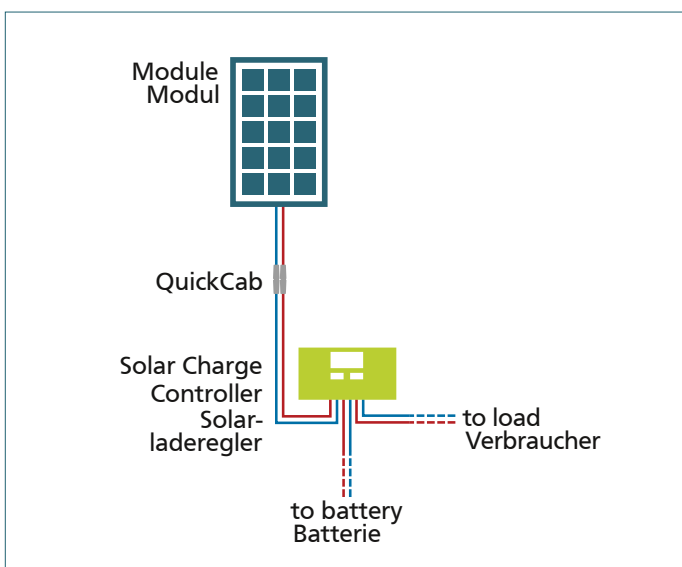 Module
Modul
QuickCab
Solar Charge
Controller
Solar-
laderegler
to load
Verbraucher
to battery
Batterie